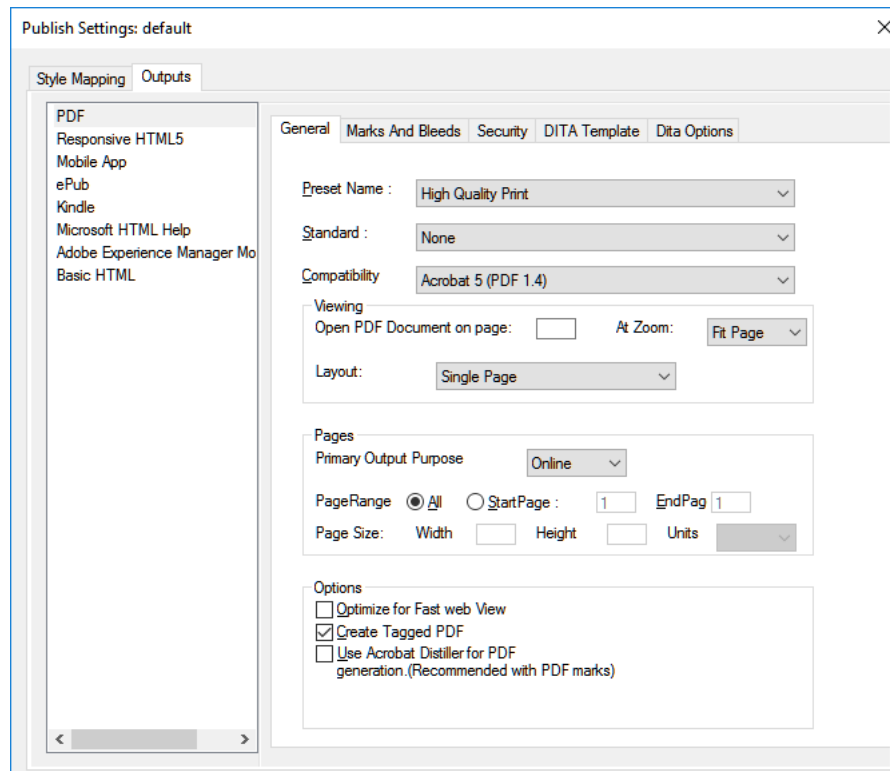 Publish Settings: default
Style Mapping Outputs
PDF
Responsive HTML5
Mobile App
ePub
Kindle
Microsoft HTML Help
Adobe Experience Manager Mo
Basic HTML
General Marks And Bleeds Security DITA Template Dita Options
Preset Name : High Quality Print
Standard : None
Compatibility Acrobat 5 (PDF 1.4)
Viewing
Open PDF Document on page: At Zoom: Fit Page
Layout: Single Page
Pages
Primary Output Purpose Online
PageRange All StartPage : 1 EndPag 1
Page Size: Width Height Units
Options
Optimize for Fast web View
Create Tagged PDF
Use Acrobat Distiller for PDF
generation.(Recommended with PDF marks)